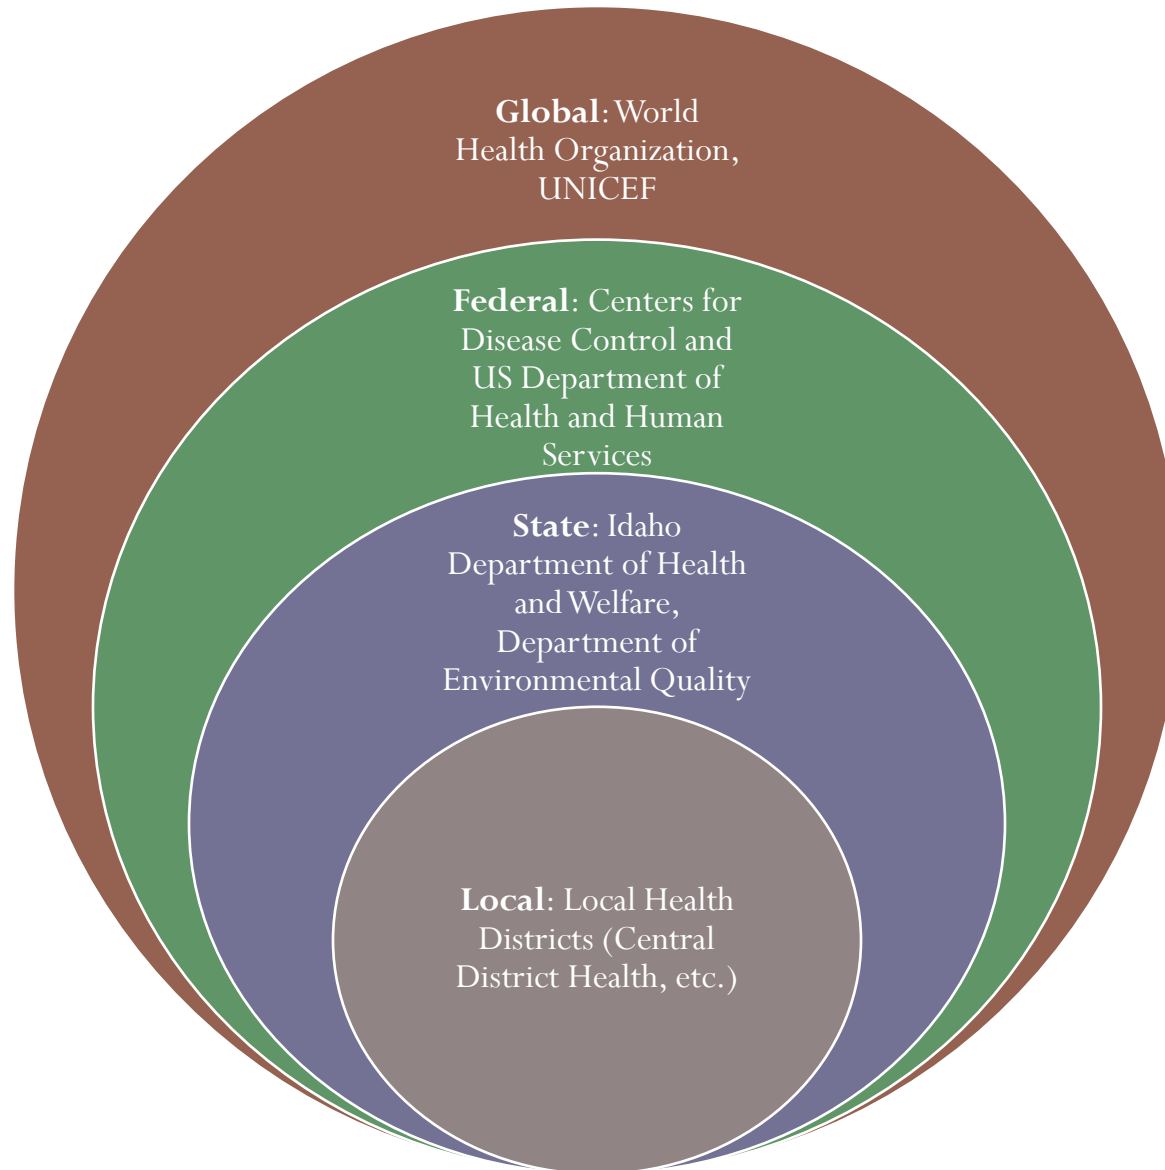 Global: World
Health Organization,
UNICEF
Federal: Centers for
Disease Control and
US Department of
Health and Human
Services
State: Idaho
Department of Health
and Welfare,
Department of
Environmental Quality
Local: Local Health
Districts (Central
District Health, etc.)